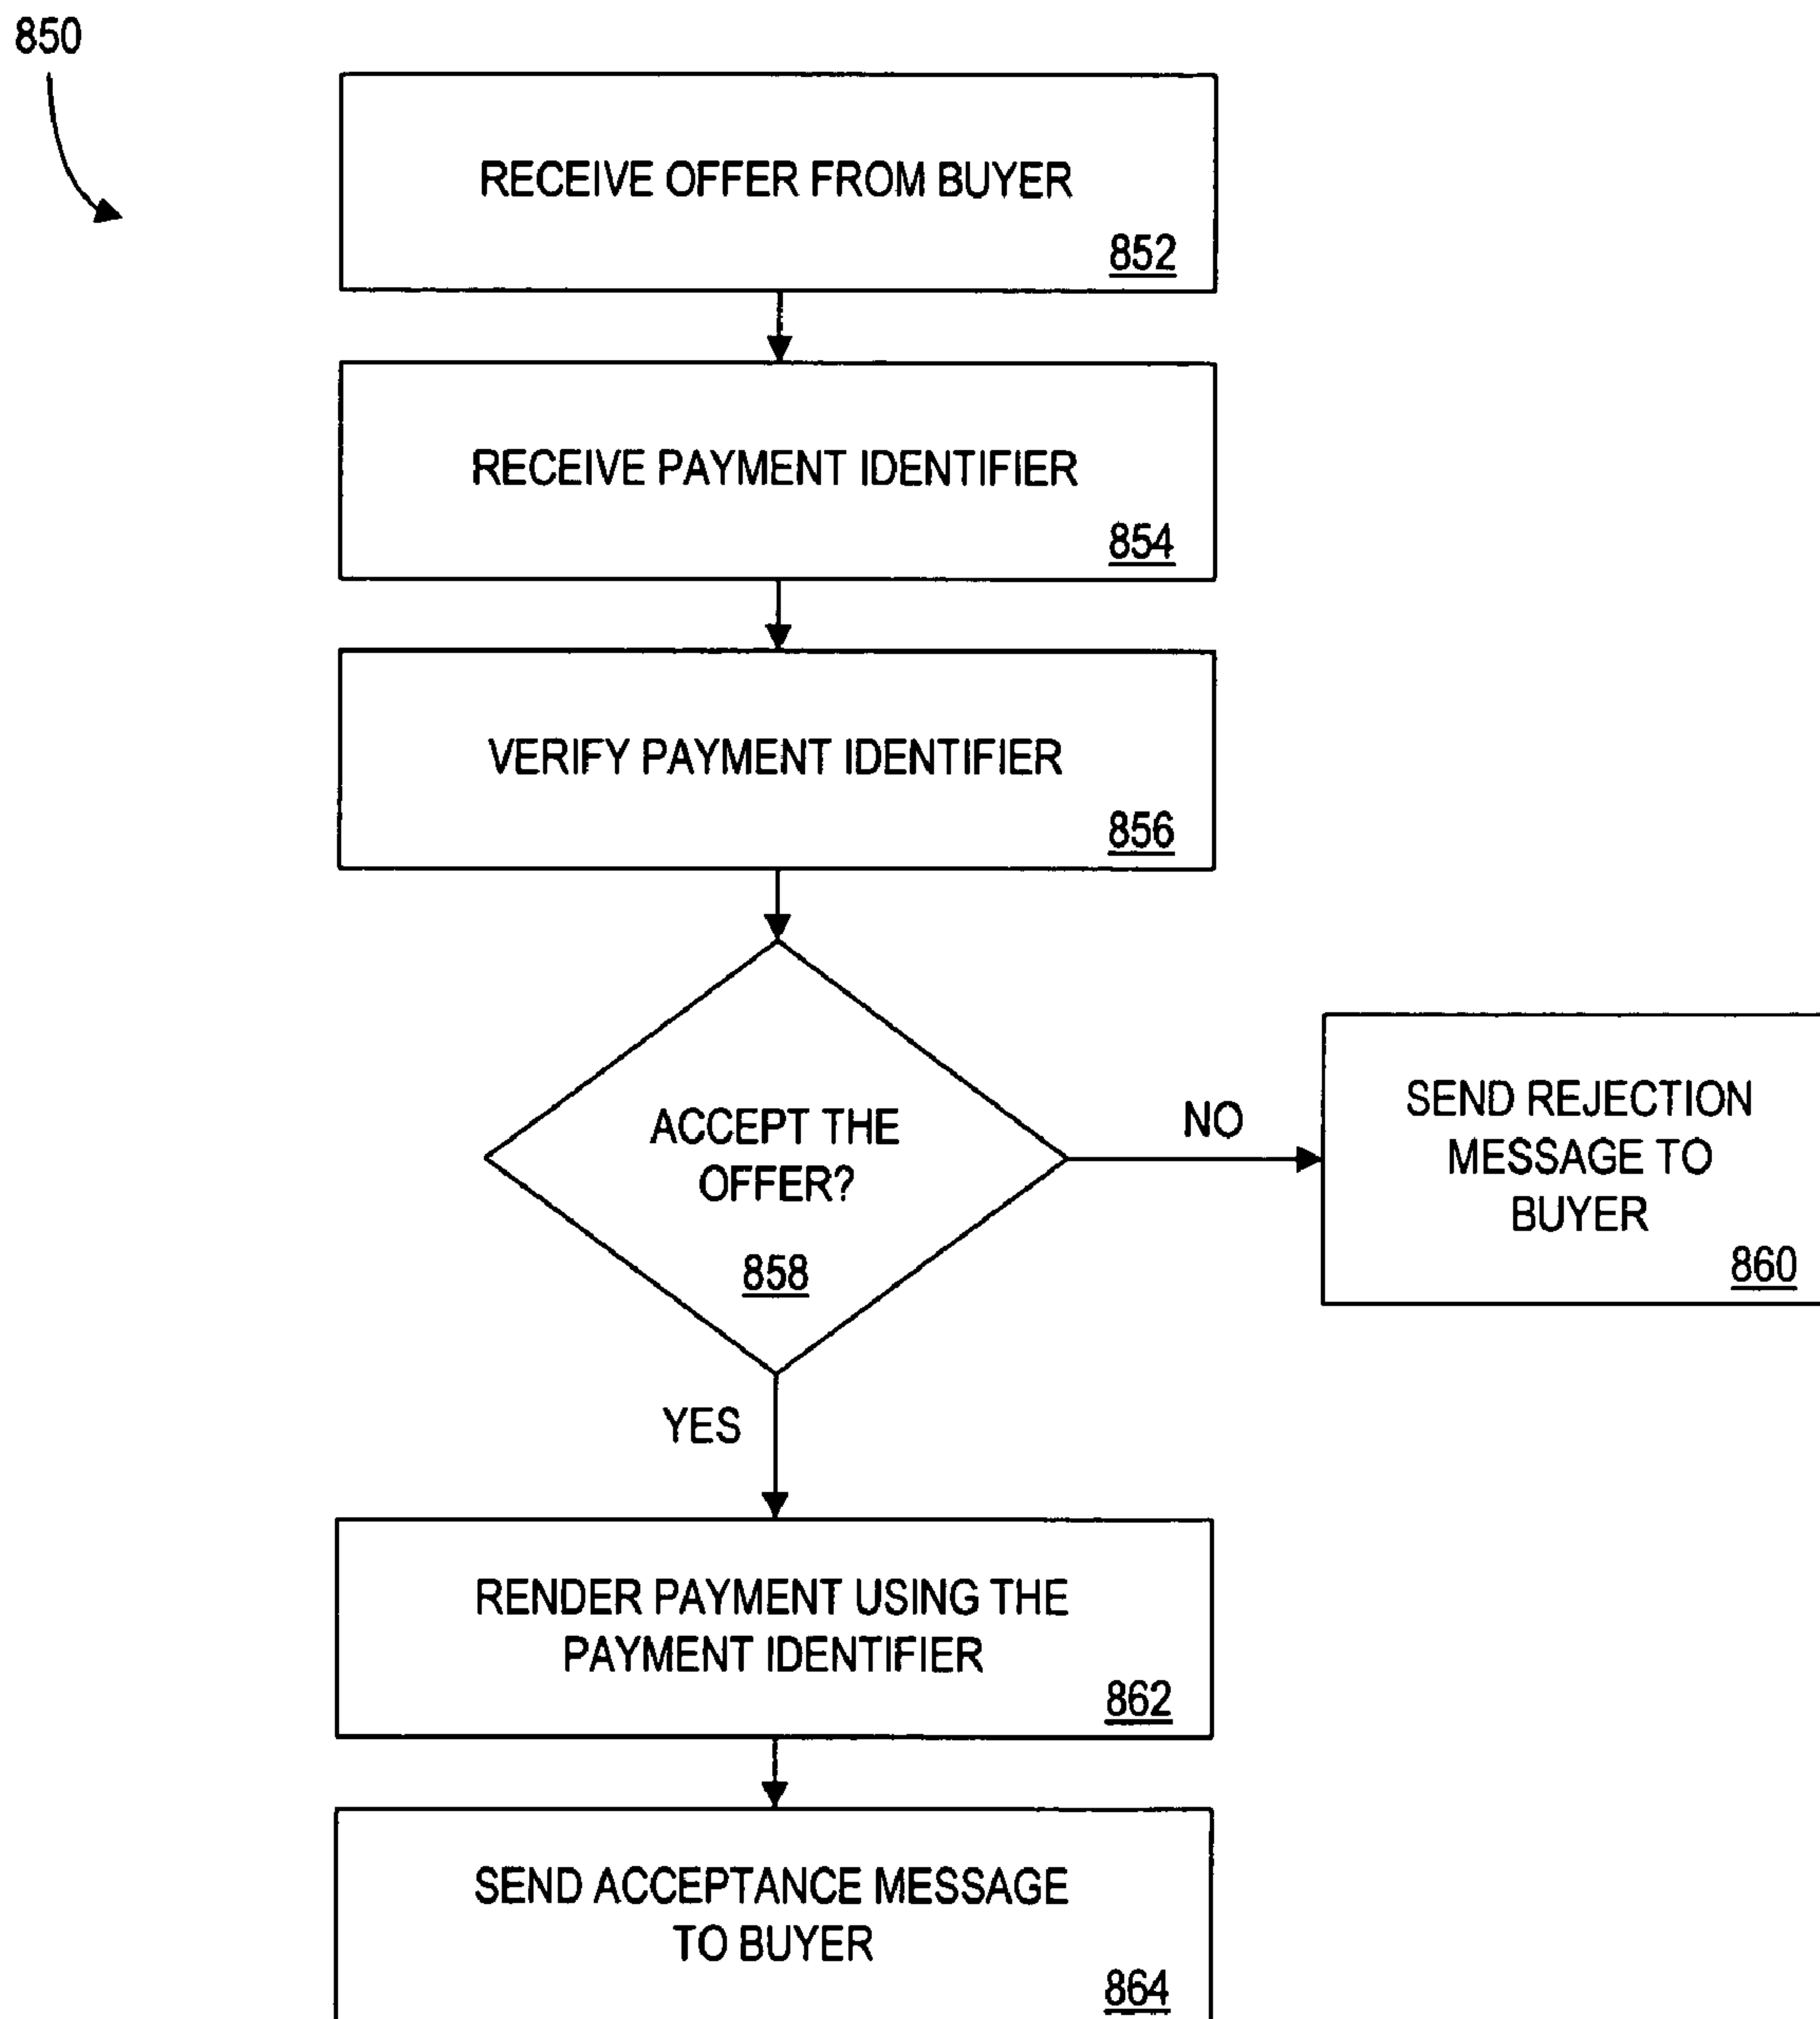 850
RECEIVE OFFER FROM BUYER
852
RECEIVE PAYMENT IDENTIFIER
854
VERIFY PAYMENT IDENTIFIER
856
ACCEPT THE
OFFER?
858
NO
SEND REJECTION
MESSAGE TO
BUYER
860
YES
RENDER PAYMENT USING THE
PAYMENT IDENTIFIER
862
SEND ACCEPTANCE MESSAGE
TO BUYER
864